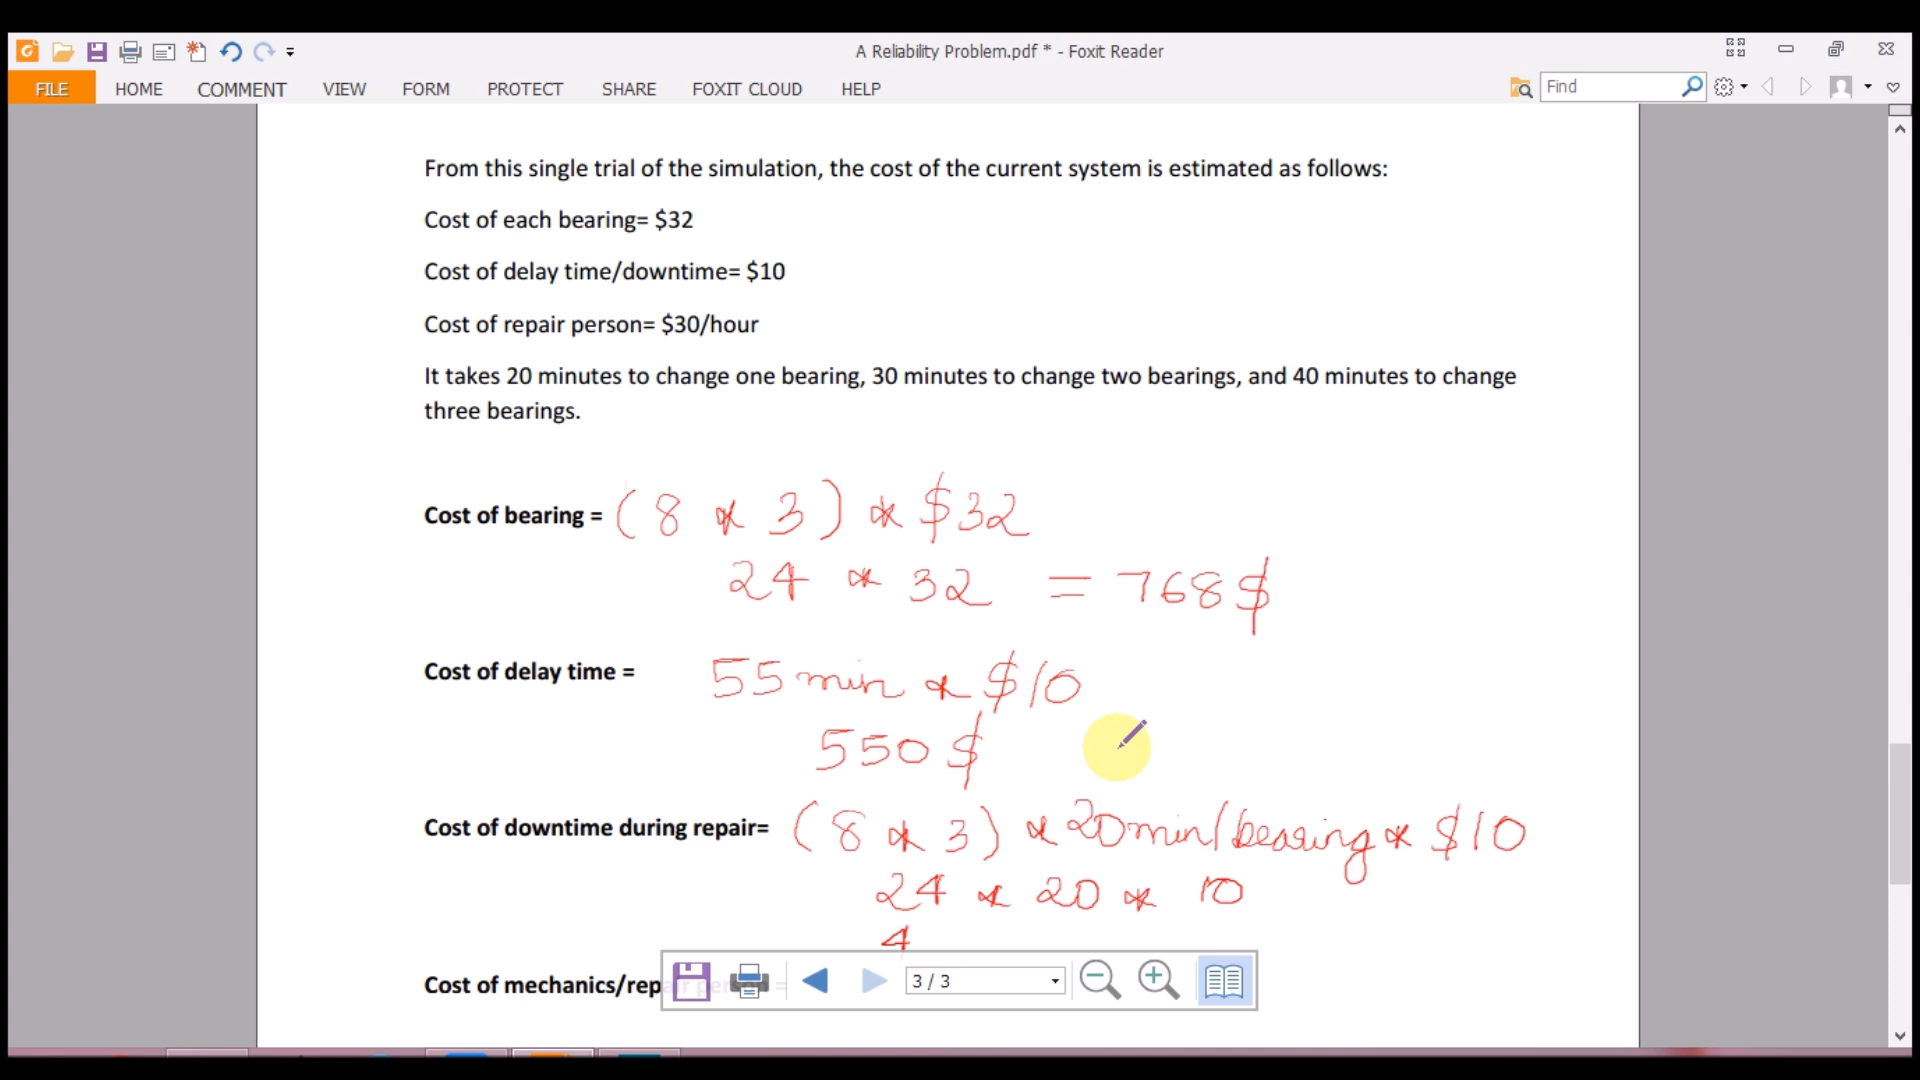 A Reliability Problem.pdf * - Foxit Reader
FILE HOME COMMENT VIEW FORM PROTECT SHARE FOXIT CLOUD HELP Find
From this single trial of the simulation, the cost of the current system is estimated as follows:
Cost of each bearing= $32
Cost of delay time/downtime= $10
Cost of repair person= $30/hour
It takes 20 minutes to change one bearing, 30 minutes to change two bearings, and 40 minutes to change
three bearings.
Cost of bearing = (8 * 3) * $32
24 * 32 = 768$
Cost of delay time = 55 min * $10
550$
Cost of downtime during repair= (8 * 3) * 20min/bearing * $10
24 * 20 * 10
4
Cost of mechanics/repair person =
3 / 3